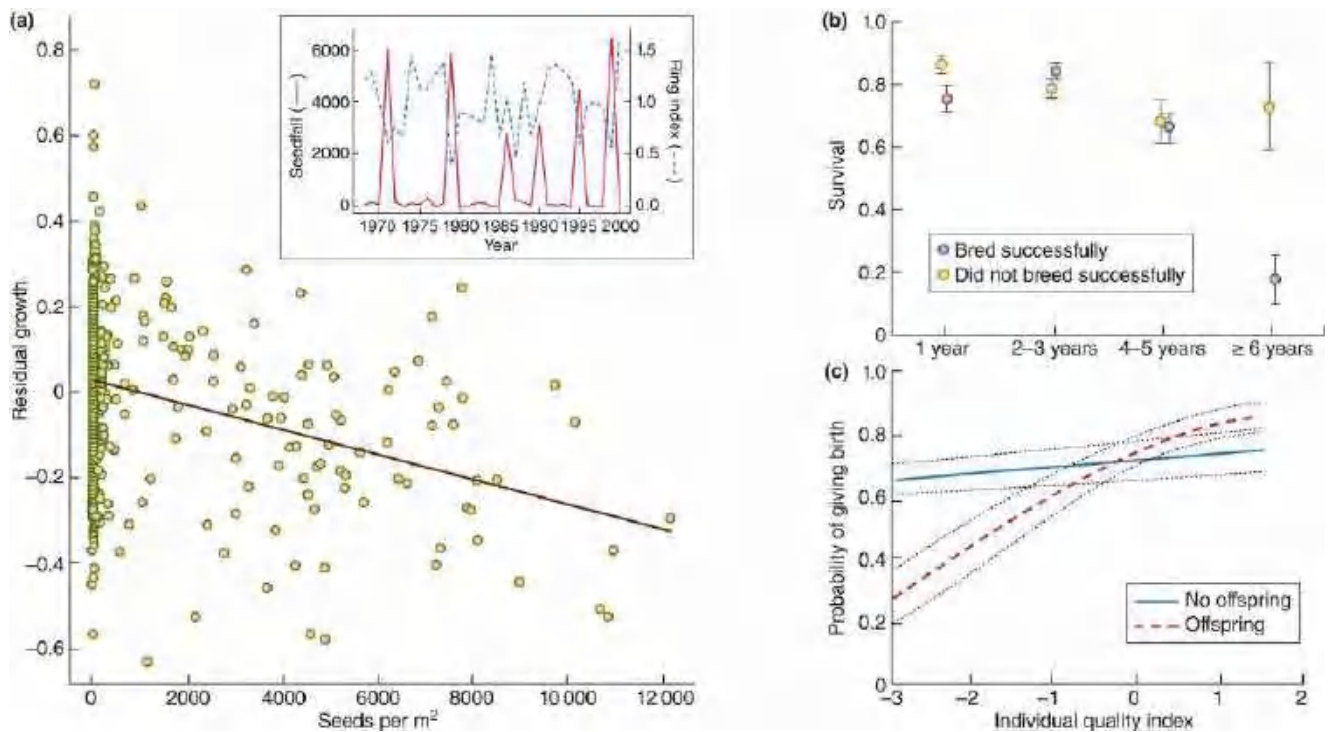 (a)
0.8
0.6
0.4
0.2
0
−0.2
−0.4
−0.6
Residual growth
0
2000
4000
6000
8000
10 000
12 000
Seeds per m²
6000
4000
2000
0
Seedfall (—)
1.5
1.0
0.5
0.0
Ring index (---)
1970
1975
1980
1985
1990
1995
2000
Year
(b)
1.0
0.8
0.6
0.4
0.2
0
Survival
Bred successfully
Did not breed successfully
1 year
2–3 years
4–5 years
≥ 6 years
(c)
1.0
0.8
0.6
0.4
0.2
0
Probability of giving birth
No offspring
Offspring
−3
−2
−1
0
1
2
Individual quality index